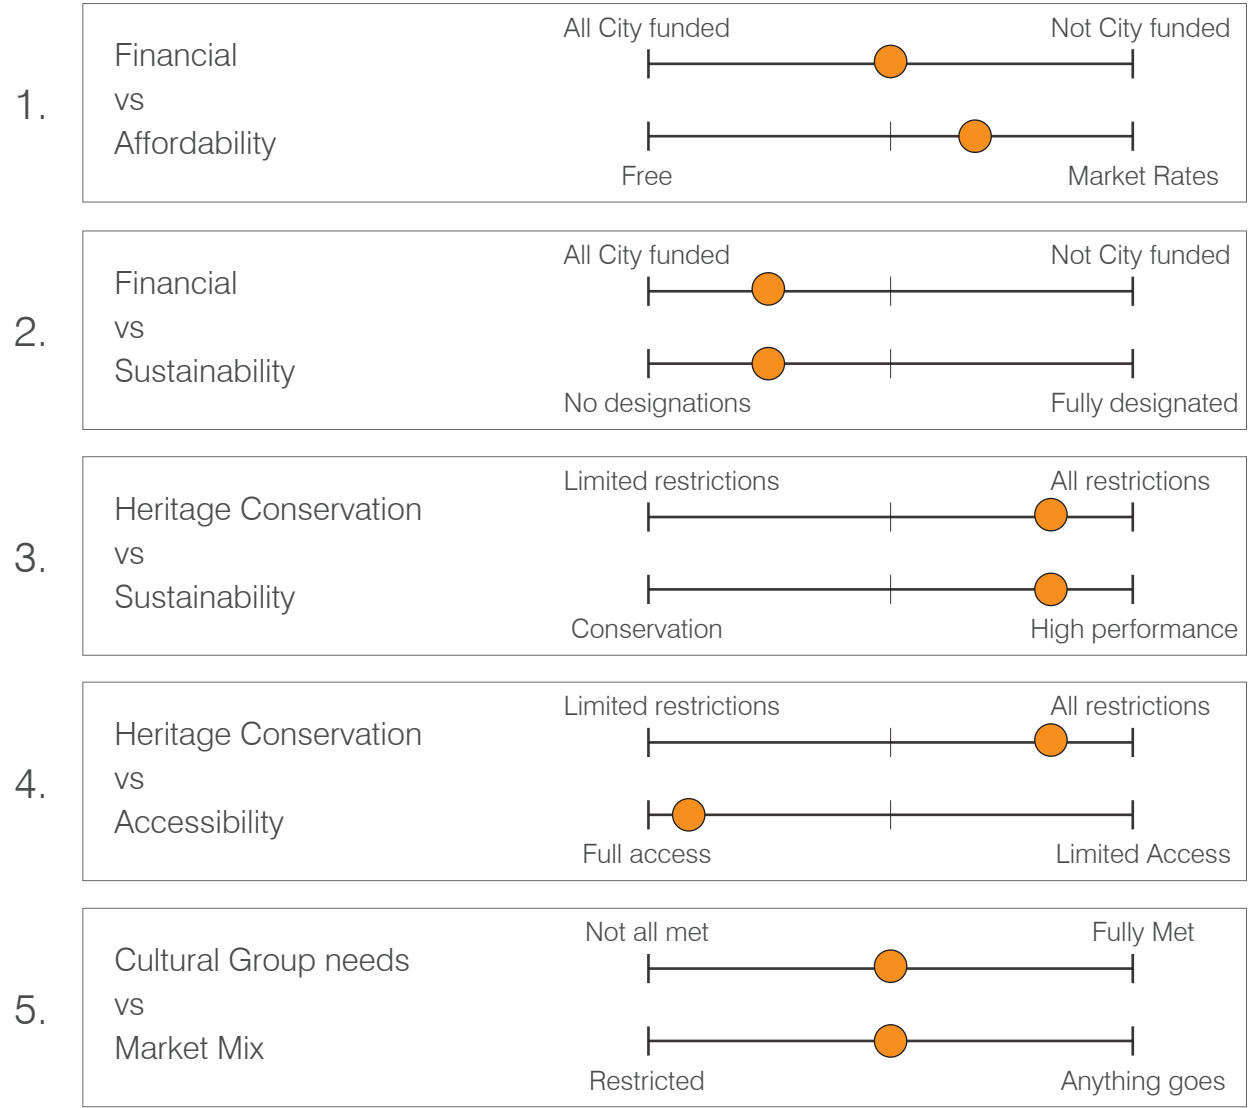 All City funded Not City funded
Financial
vs
1.
Affordability
Free Market Rates
All City funded Not City funded
Financial
vs
2.
Sustainability
No designations Fully designated
Limited restrictions All restrictions
Heritage Conservation
vs
3.
Sustainability
Conservation High performance
Limited restrictions All restrictions
Heritage Conservation
vs
4.
Accessibility
Full access Limited Access
Not all met Fully Met
Cultural Group needs
vs
5.
Market Mix
Restricted Anything goes